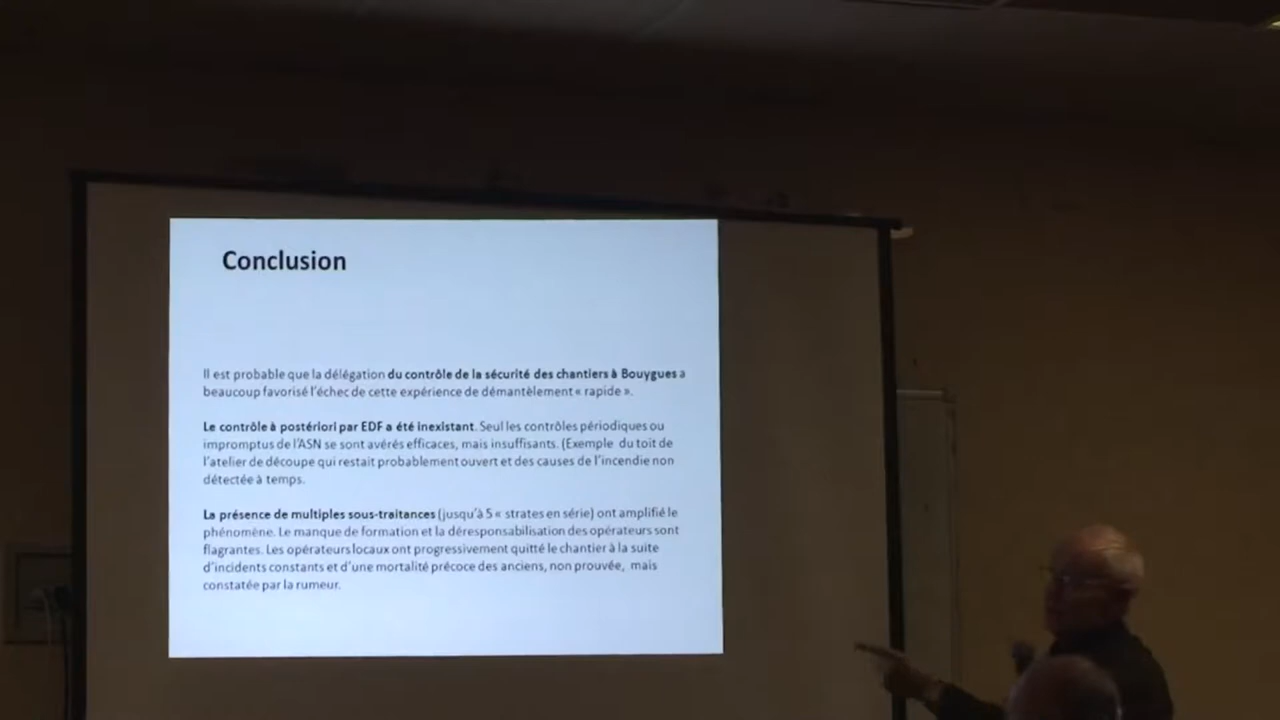 Conclusion
Il est probable que la délégation du contrôle de la sécurité des chantiers à Bouygues a
beaucoup favorisé l'échec de cette expérience de démantèlement « rapide ».
Le contrôle à postériori par EDF a été inexistant. Seul les contrôles périodiques ou
impromptus de l'ASN se sont avérés efficaces, mais insuffisants. (Exemple du toit de
l'atelier de découpe qui restait probablement ouvert et des causes de l'incendie non
détectée à temps.
La présence de multiples sous-traitances (jusqu'à 5 « strates en série) ont amplifié le
phénomène. Le manque de formation et la déresponsabilisation des opérateurs sont
flagrantes. Les opérateurs locaux ont progressivement quitté le chantier à la suite
d'incidents constants et d'une mortalité précoce des anciens, non prouvée, mais
constatée par la rumeur.